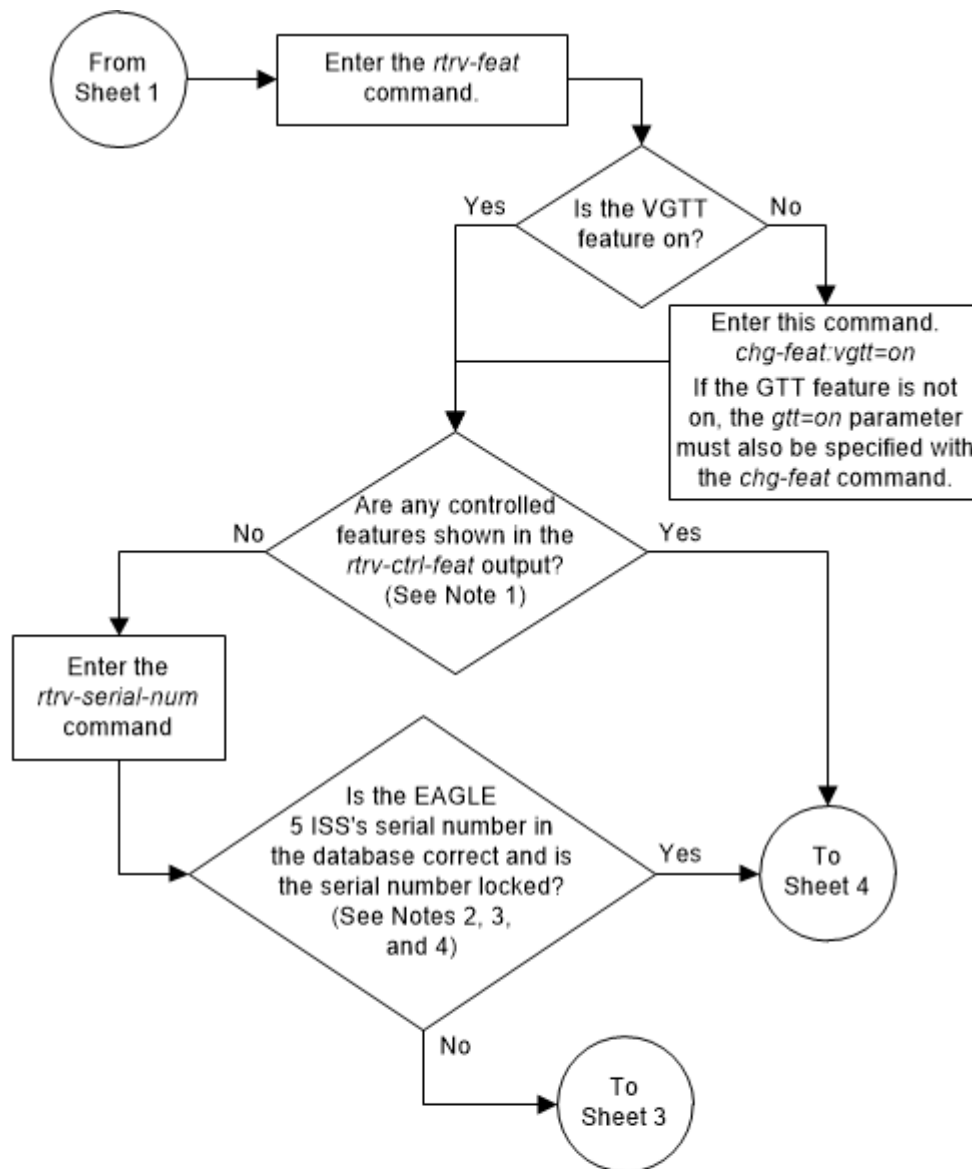 From
Sheet 1
Enter the rtrv-feat
command.
Is the VGTT
feature on?
Yes
No
Enter this command.
chg-feat:vgtt=on
If the GTT feature is not
on, the gtt=on parameter
must also be specified with
the chg-feat command.
Are any controlled
features shown in the
rtrv-ctrl-feat output?
(See Note 1)
No
Yes
Enter the
rtrv-serial-num
command
Is the EAGLE
5 ISS's serial number in
the database correct and is
the serial number locked?
(See Notes 2, 3,
and 4)
Yes
To
Sheet 4
No
To
Sheet 3